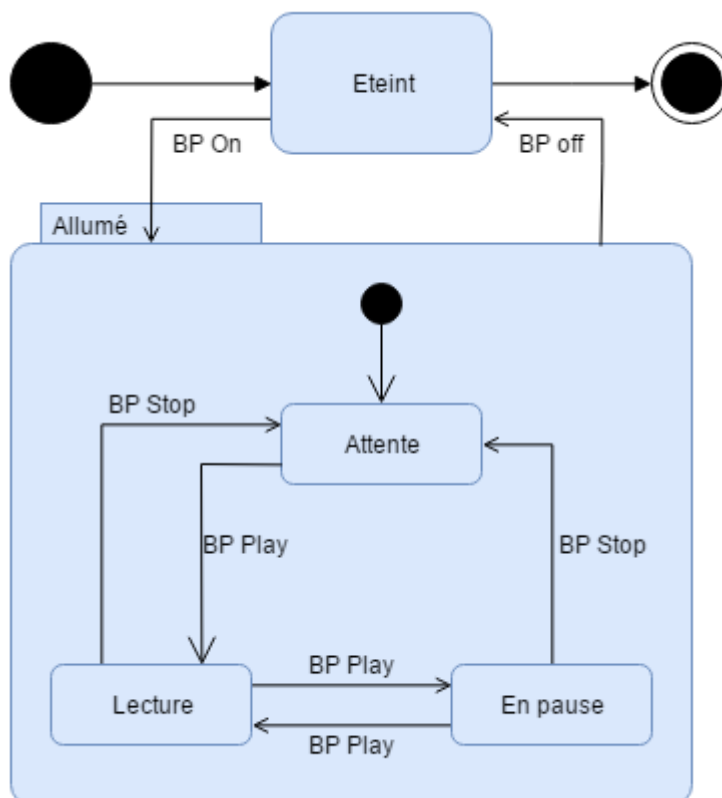 Eteint
BP On
BP off
Allumé
BP Stop
Attente
BP Play
BP Stop
BP Play
Lecture
En pause
BP Play